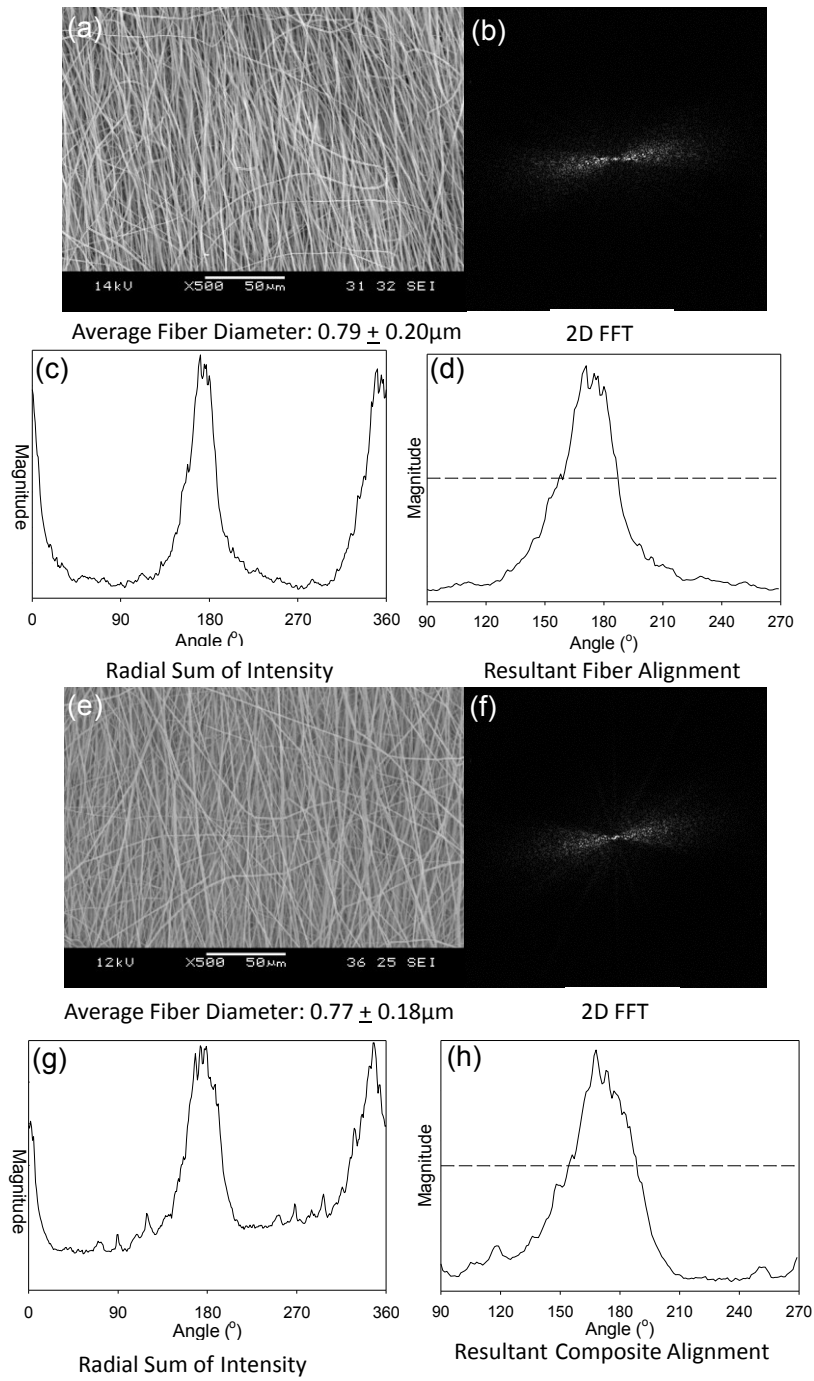 (a)
(b)
14kV X500 50µm 31 32 SEI
Average Fiber Diameter: 0.79 ± 0.20µm
2D FFT
(c)
(d)
Magnitude
Magnitude
0 90 180 270 360
90 120 150 180 210 240 270
Angle (o)
Angle (o)
Radial Sum of Intensity
Resultant Fiber Alignment
(e)
(f)
12kV X500 50µm 36 25 SEI
Average Fiber Diameter: 0.77 ± 0.18µm
2D FFT
(g)
(h)
Magnitude
Magnitude
0 90 180 270 360
90 120 150 180 210 240 270
Angle (o)
Angle (o)
Radial Sum of Intensity
Resultant Composite Alignment